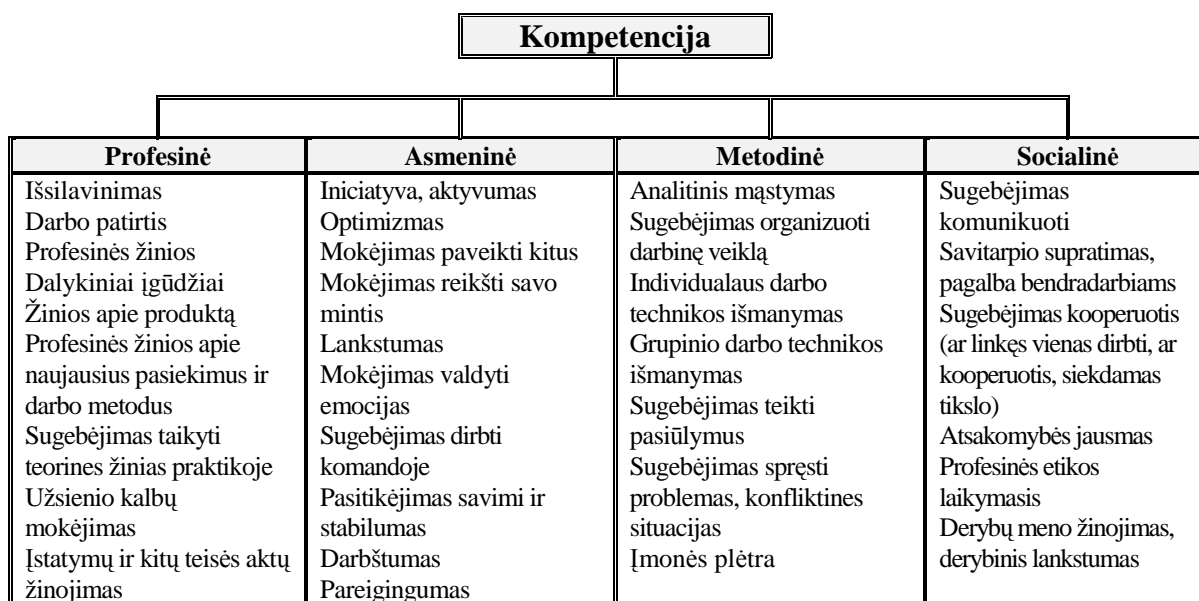 Kompetencija
Profesinė
Išsilavinimas
Darbo patirtis
Profesinės žinios
Dalykiniai įgūdžiai
Žinios apie produktą
Profesinės žinios apie
naujausius pasiekimus ir
darbo metodus
Sugebėjimas taikyti
teorines žinias praktikoje
Užsienio kalbų
mokėjimas
Įstatymų ir kitų teisės aktų
žinojimas
Asmeninė
Iniciatyva, aktyvumas
Optimizmas
Mokėjimas paveikti kitus
Mokėjimas reikšti savo
mintis
Lankstumas
Mokėjimas valdyti
emocijas
Sugebėjimas dirbti
komandoje
Pasitikėjimas savimi ir
stabilumas
Darbštumas
Pareigingumas
Metodinė
Analitinis mąstymas
Sugebėjimas organizuoti
darbinę veiklą
Individualaus darbo
technikos išmanymas
Grupinio darbo technikos
išmanymas
Sugebėjimas teikti
pasiūlymus
Sugebėjimas spręsti
problemas, konfliktines
situacijas
Įmonės plėtra
Socialinė
Sugebėjimas
komunikuoti
Savitarpio supratimas,
pagalba bendradarbiams
Sugebėjimas kooperuotis
(ar linkęs vienas dirbti, ar
kooperuotis, siekdamas
tikslo)
Atsakomybės jausmas
Profesinės etikos
laikymasis
Derybų meno žinojimas,
derybinis lankstumas